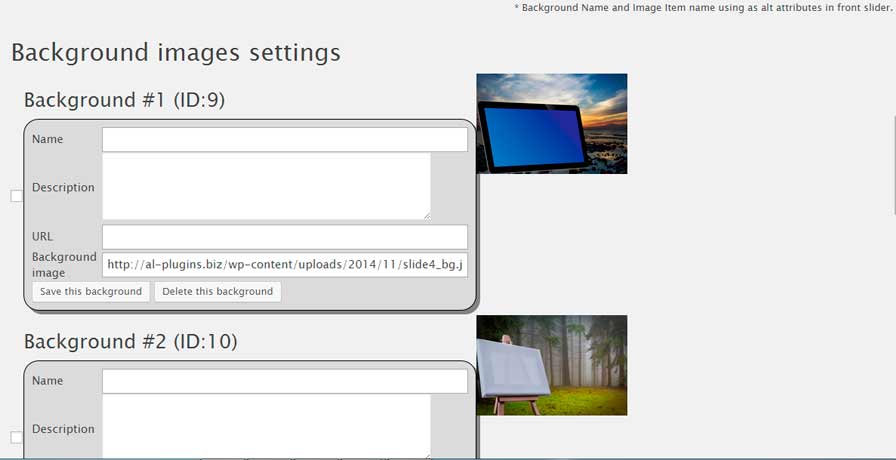 * Background Name and Image Item name using as alt attributes in front slider.
Background images settings
Background #1 (ID:9)
Name
Description
URL
Background
image
http://al-plugins.biz/wp-content/uploads/2014/11/slide4_bg.j
Save this background
Delete this background
Background #2 (ID:10)
Name
Description